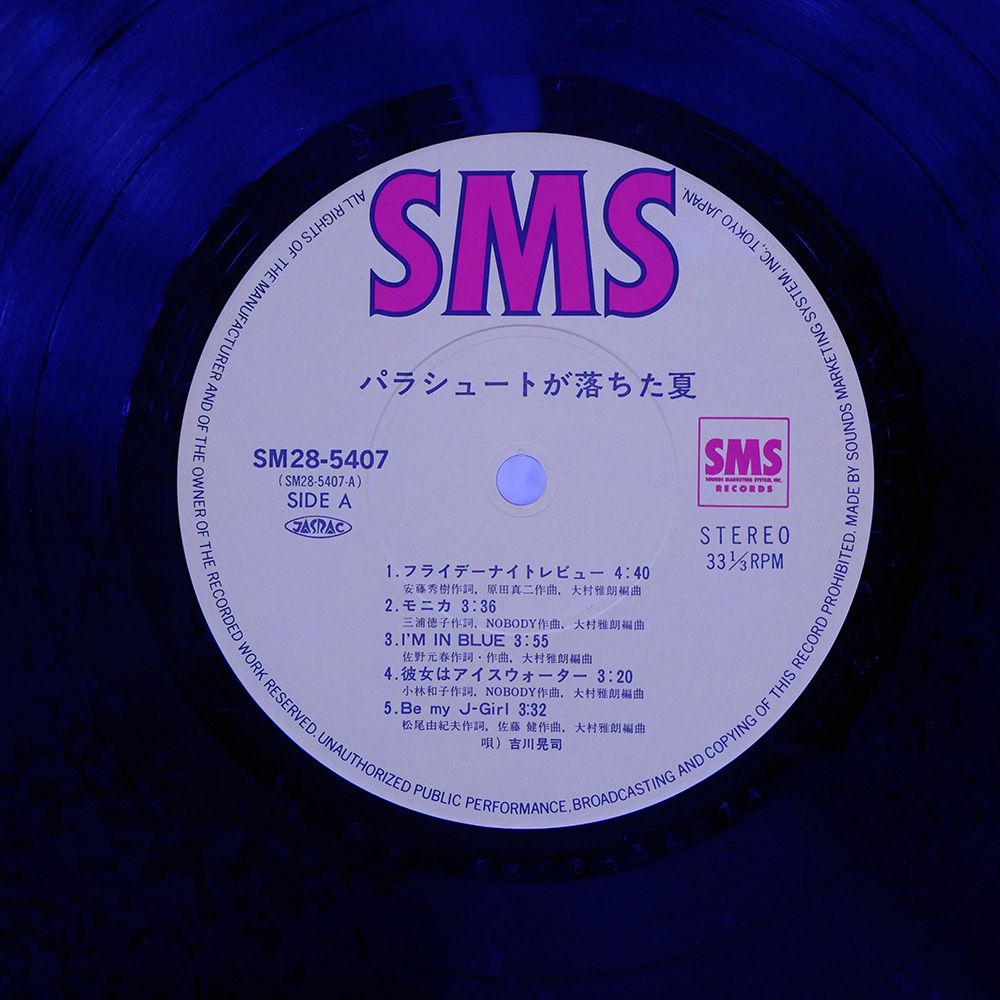 SMS
パラシュートが落ちた夏
SM28-5407
(SM28-5407-A)
SIDE A
JASRAC
SMS
SOUNDS MARKETING SYSTEM, INC.
RECORDS
STEREO
33 1/3 RPM
1.フライデーナイトレビュー 4:40
安藤秀樹作詞, 原田真二作曲, 大村雅朗編曲
2.モニカ 3:36
三浦徳子作詞, NOBODY作曲, 大村雅朗編曲
3.I'M IN BLUE 3:55
佐野元春作詞・作曲, 大村雅朗編曲
4.彼女はアイスウォーター 3:20
小林和子作詞, NOBODY作曲, 大村雅朗編曲
5.Be my J-Girl 3:32
松尾由紀夫作詞, 佐藤 健作曲, 大村雅朗編曲
唄) 吉川晃司
ALL RIGHTS OF THE MANUFACTURER AND OF THE OWNER OF THE RECORDED WORK RESERVED. UNAUTHORIZED PUBLIC PERFORMANCE, BROADCASTING AND COPYING OF THIS RECORD PROHIBITED. MADE BY SOUNDS MARKETING SYSTEM, INC. TOKYO JAPAN.